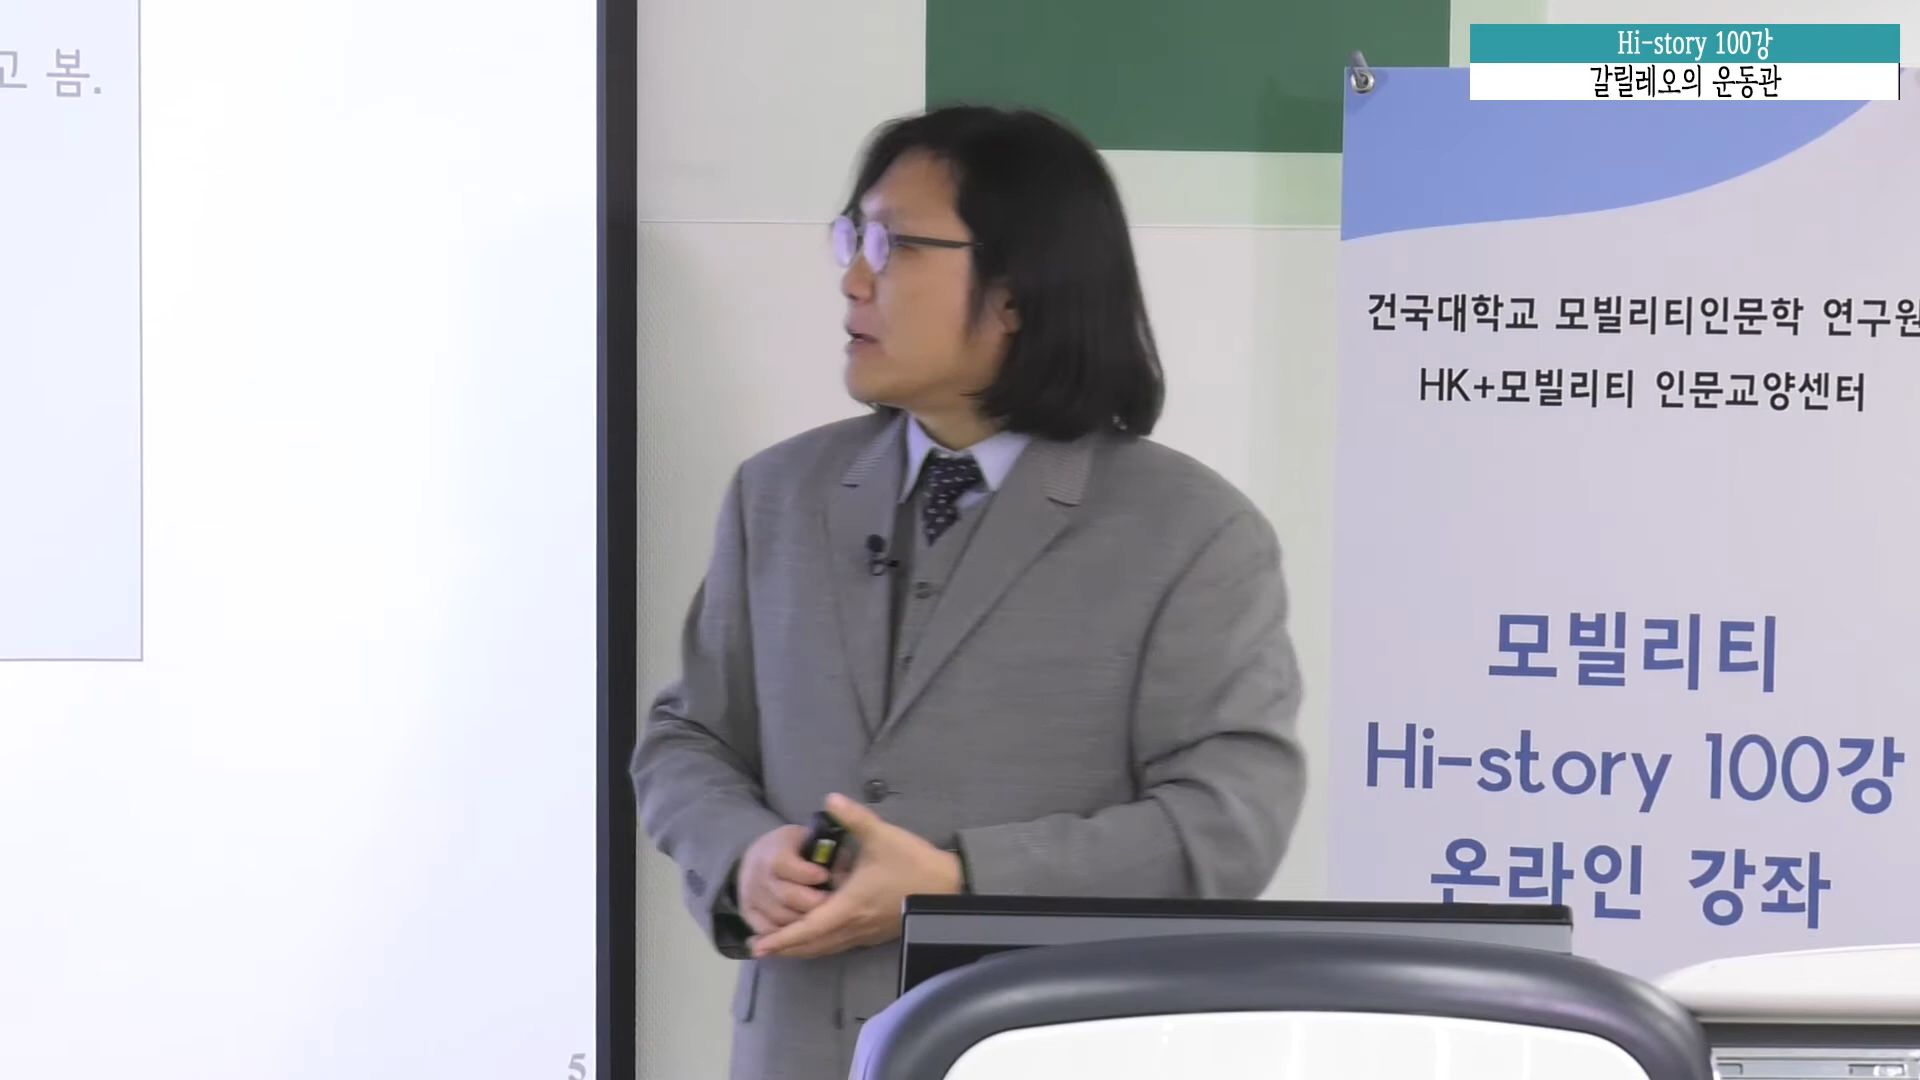 고 봄.
Hi-story 100강
갈릴레오의 운동관
건국대학교 모빌리티인문학 연구원
HK+모빌리티 인문교양센터
모빌리티
Hi-story 100강
온라인 강좌
5